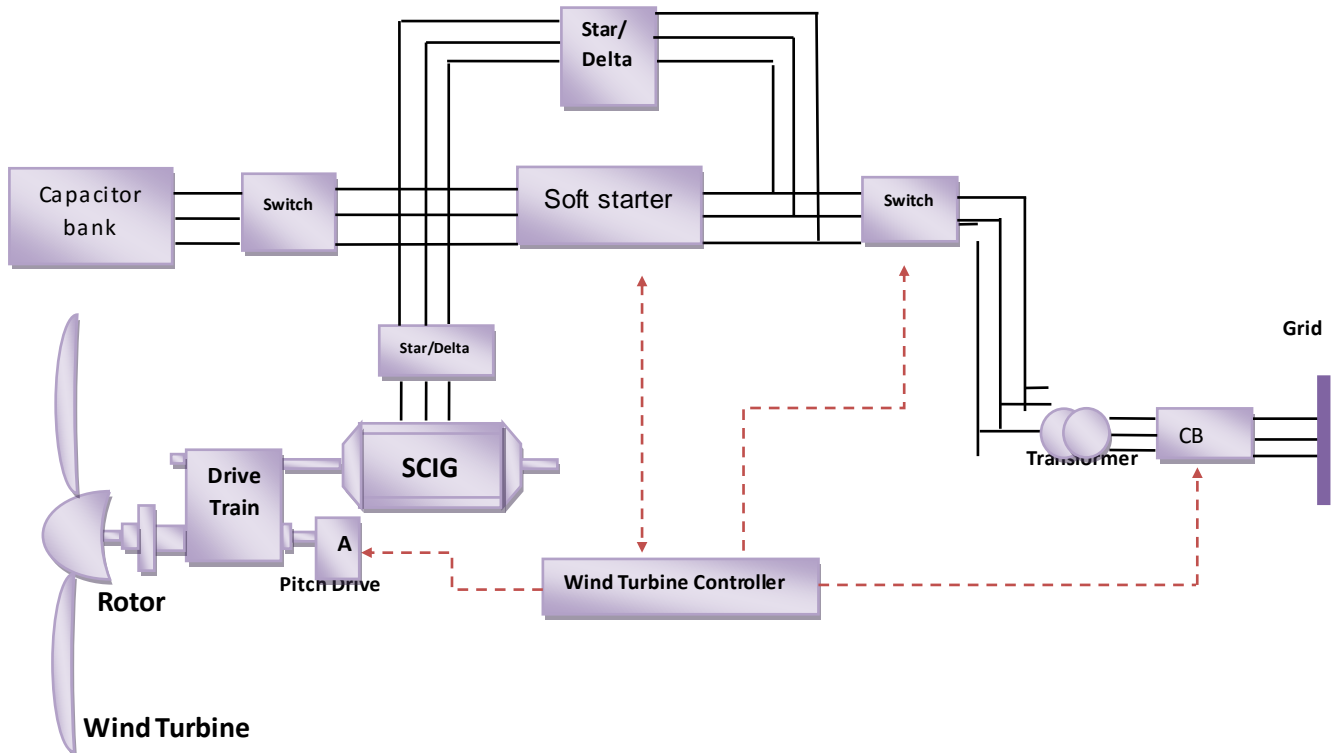 Star/
Delta
Capacitor
bank
Switch
Soft starter
Switch
Star/Delta
Grid
SCIG
Drive
Train
CB
Transformer
A
Pitch Drive
Wind Turbine Controller
Rotor
Wind Turbine